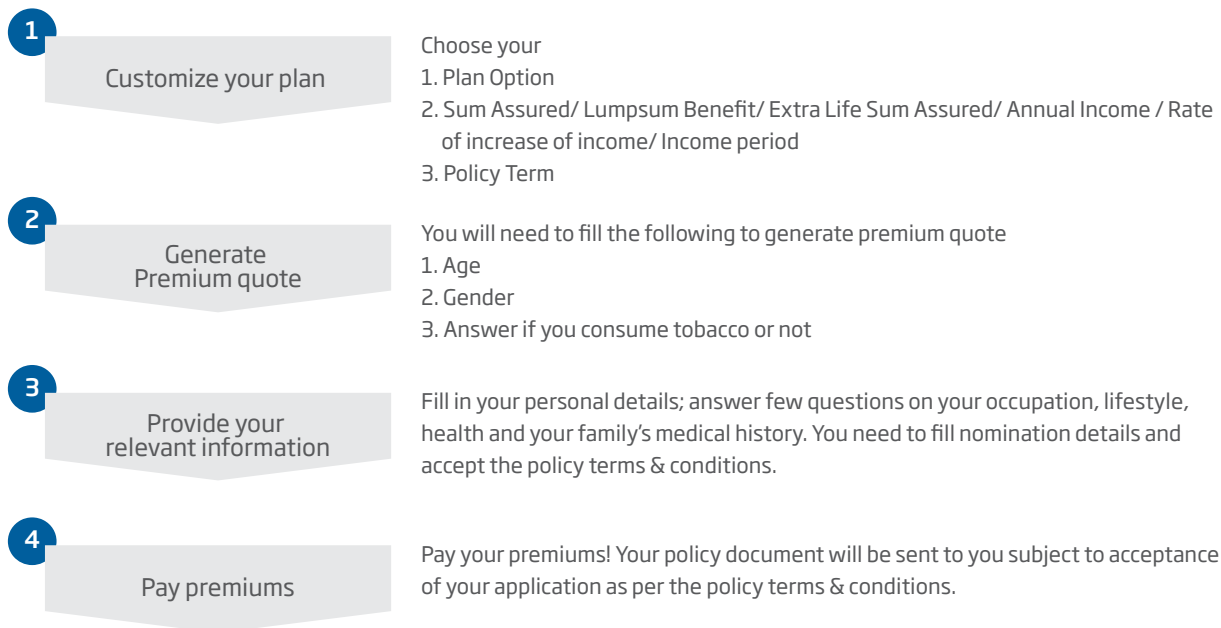 1
Customize your plan
Choose your
1. Plan Option
2. Sum Assured/ Lumpsum Benefit/ Extra Life Sum Assured/ Annual Income / Rate
of increase of income/ Income period
3. Policy Term
2
Generate
Premium quote
You will need to fill the following to generate premium quote
1. Age
2. Gender
3. Answer if you consume tobacco or not
3
Provide your
relevant information
Fill in your personal details; answer few questions on your occupation, lifestyle,
health and your family's medical history. You need to fill nomination details and
accept the policy terms & conditions.
4
Pay premiums
Pay your premiums! Your policy document will be sent to you subject to acceptance
of your application as per the policy terms & conditions.